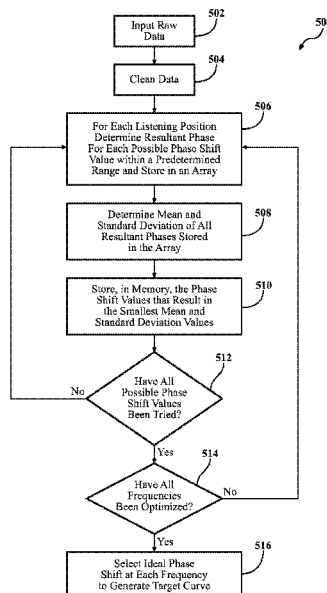 502
Input Raw
Data
50
504
Clean Data
506
For Each Listening Position
Determine Resultant Phase
For Each Possible Phase Shift
Value within a Predetermined
Range and Store in an Array
508
Determine Mean and
Standard Deviation of All
Resultant Phases Stored
in the Array
510
Store, in Memory, the Phase
Shift Values that Result in
the Smallest Mean and
Standard Deviation Values
512
Have All
Possible Phase
Shift Values
Been Tried?
No
Yes
514
Have All
Frequencies
Been Optimized?
No
Yes
516
Select Ideal Phase
Shift at Each Frequency
to Generate Target Curve